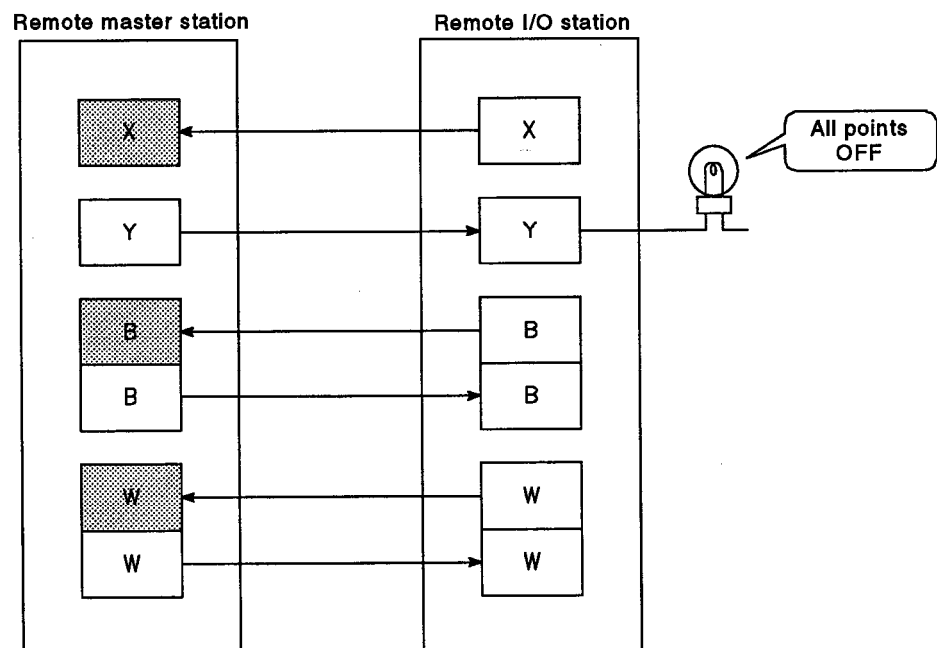 Remote master station
Remote I/O station
X
X
All points
OFF
Y
Y
B
B
B
B
W
W
W
W